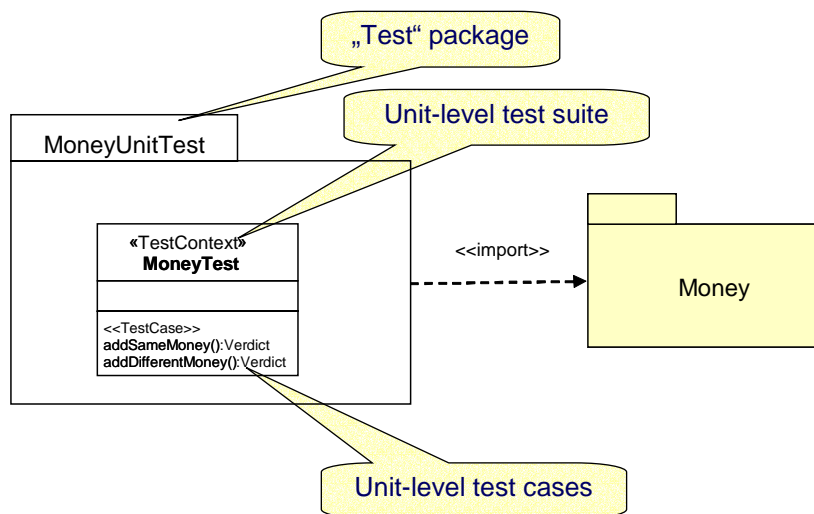 „Test“ package
Unit-level test suite
MoneyUnitTest
«TestContext»
MoneyTest
<<import>>
Money
<<TestCase>>
addSameMoney():Verdict
addDifferentMoney():Verdict
Unit-level test cases